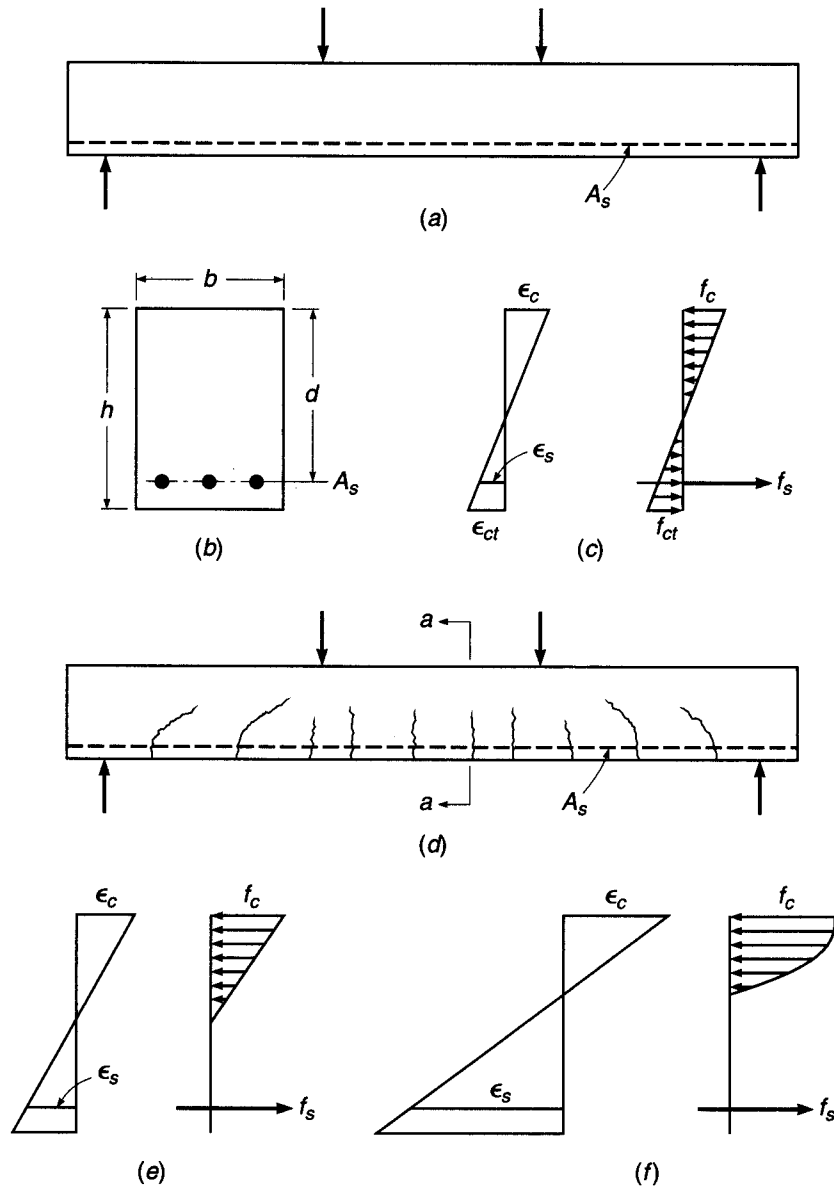 A_s
(a)
b
h
d
A_s
(b)
ϵ_c
f_c
ϵ_s
f_s
ϵ_ct
f_ct
(c)
a
a
A_s
(d)
ϵ_c
f_c
ϵ_s
f_s
(e)
ϵ_c
f_c
ϵ_s
f_s
(f)